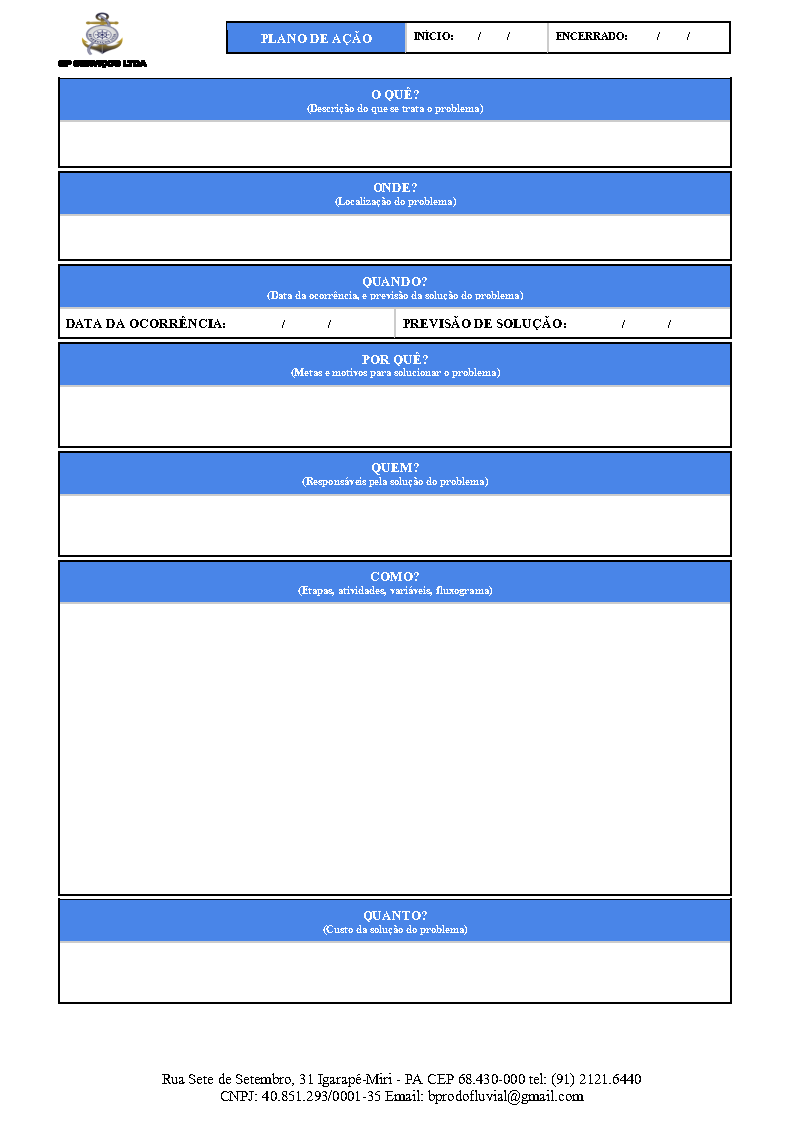 PLANO DE AÇÃO
INÍCIO: / /
ENCERRADO: / /
SERVIÇOS LTDA
O QUÊ?
(Descrição do que se trata o problema)
ONDE?
(Localização do problema)
QUANDO?
(Data da ocorrência, e previsão da solução do problema)
DATA DA OCORRÊNCIA: / /
PREVISÃO DE SOLUÇÃO: / /
POR QUÊ?
(Metas e motivos para solucionar o problema)
QUEM?
(Responsáveis pela solução do problema)
COMO?
(Etapas, atividades, variáveis, fluxograma)
QUANTO?
(Custo da solução do problema)
Rua Sete de Setembro, 31 Igarapé-Miri - PA CEP 68.430-000 tel: (91) 2121.6440
CNPJ: 40.851.293/0001-35 Email: bprodofluvial@gmail.com